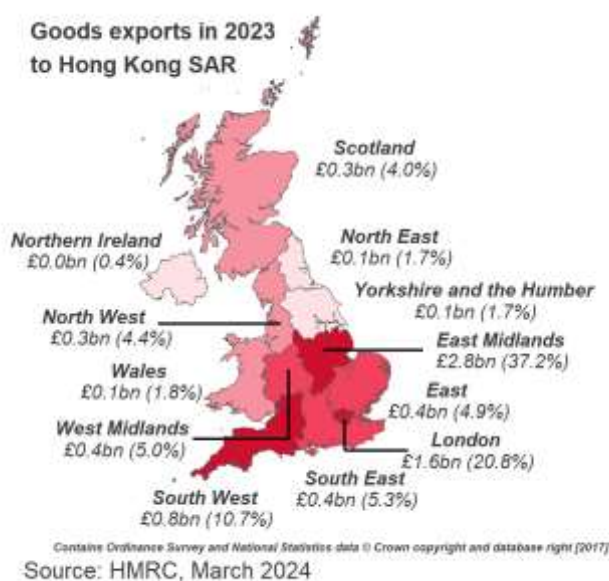 Goods exports in 2023
to Hong Kong SAR
Scotland
£0.3bn (4.0%)
Northern Ireland
£0.0bn (0.4%)
North East
£0.1bn (1.7%)
Yorkshire and the Humber
£0.1bn (1.7%)
North West
£0.3bn (4.4%)
East Midlands
£2.8bn (37.2%)
Wales
£0.1bn (1.8%)
East
£0.4bn (4.9%)
West Midlands
£0.4bn (5.0%)
London
£1.6bn (20.8%)
South East
£0.4bn (5.3%)
South West
£0.8bn (10.7%)
Contains Ordinance Survey and National Statistics data © Crown copyright and database right [2017]
Source: HMRC, March 2024